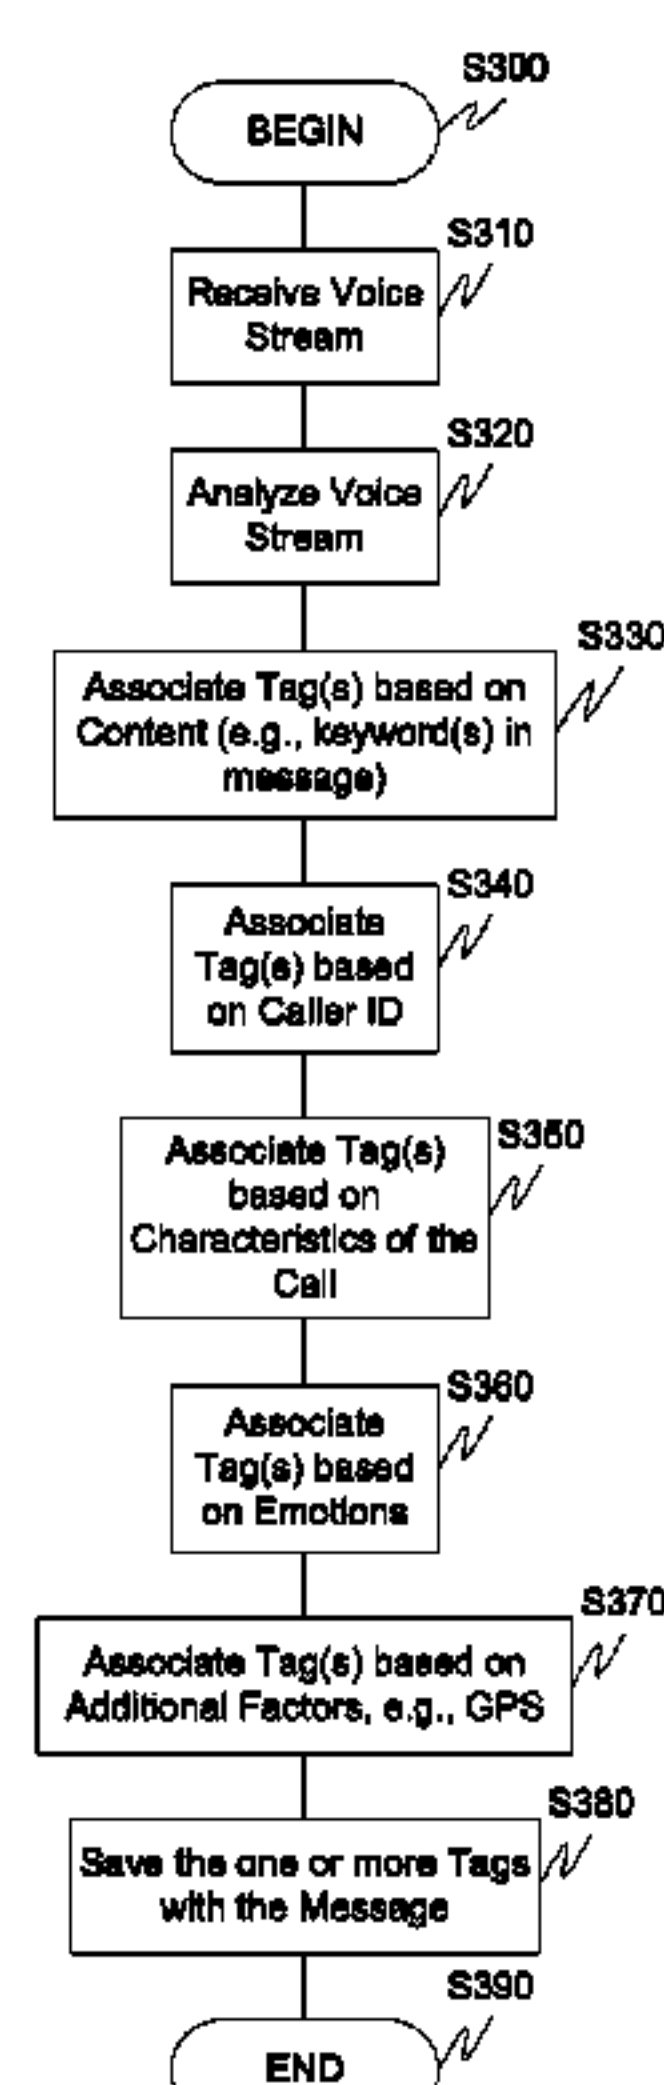 S300
BEGIN
S310
Receive Voice
Stream
S320
Analyze Voice
Stream
S330
Associate Tag(s) based on
Content (e.g., keyword(s) in
message)
S340
Associate
Tag(s) based
on Caller ID
S350
Associate Tag(s)
based on
Characteristics of the
Call
S360
Associate
Tag(s) based
on Emotions
S370
Associate Tag(s) based on
Additional Factors, e.g., GPS
S380
Save the one or more Tags
with the Message
S390
END